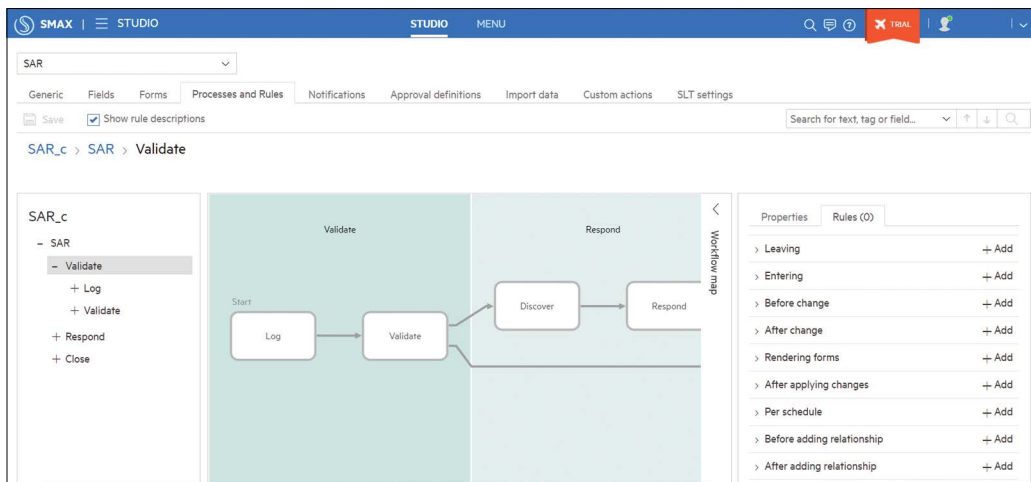 SMAX | STUDIO STUDIO MENU TRIAL
SAR
Generic Fields Forms Processes and Rules Notifications Approval definitions Import data Custom actions SLT settings
Save Show rule descriptions Search for text, tag or field...
SAR_c > SAR > Validate
SAR_c
– SAR
– Validate
+ Log
+ Validate
+ Respond
+ Close
Validate
Respond
Start
Log
Validate
Discover
Respond
Workflow map
Properties Rules (0)
> Leaving + Add
> Entering + Add
> Before change + Add
> After change + Add
> Rendering forms + Add
> After applying changes + Add
> Per schedule + Add
> Before adding relationship + Add
> After adding relationship + Add